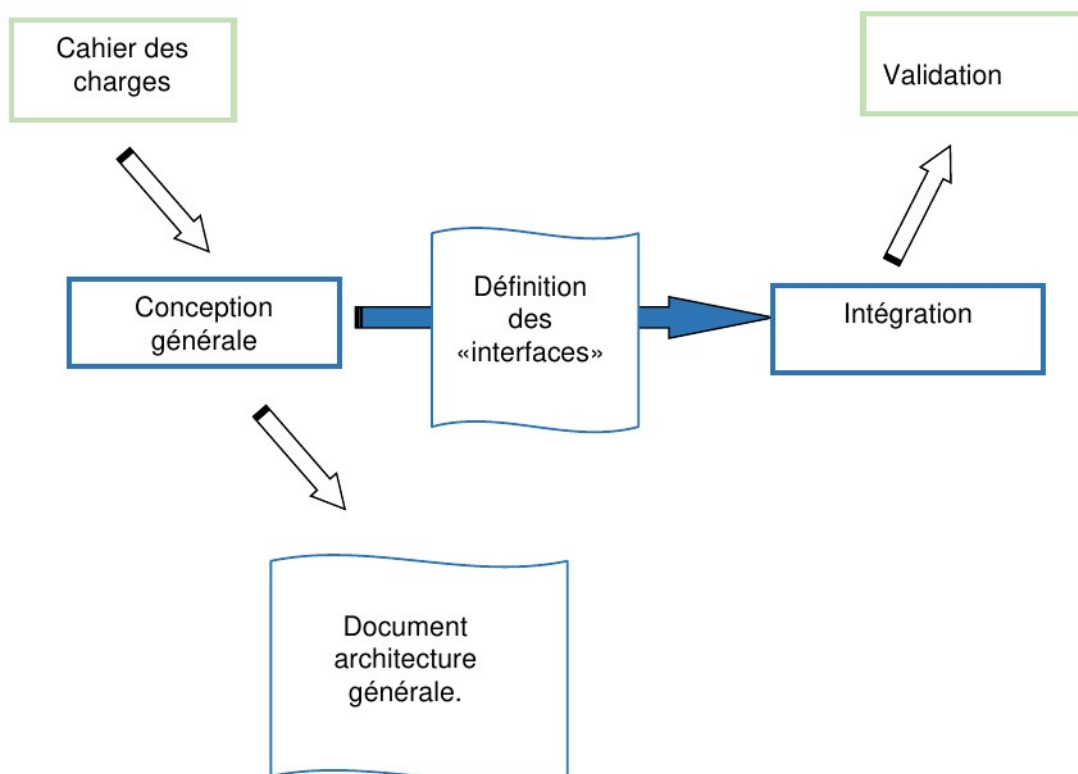 Cahier des
charges
Validation
Conception
générale
Définition
des
«interfaces»
Intégration
Document
architecture
générale.